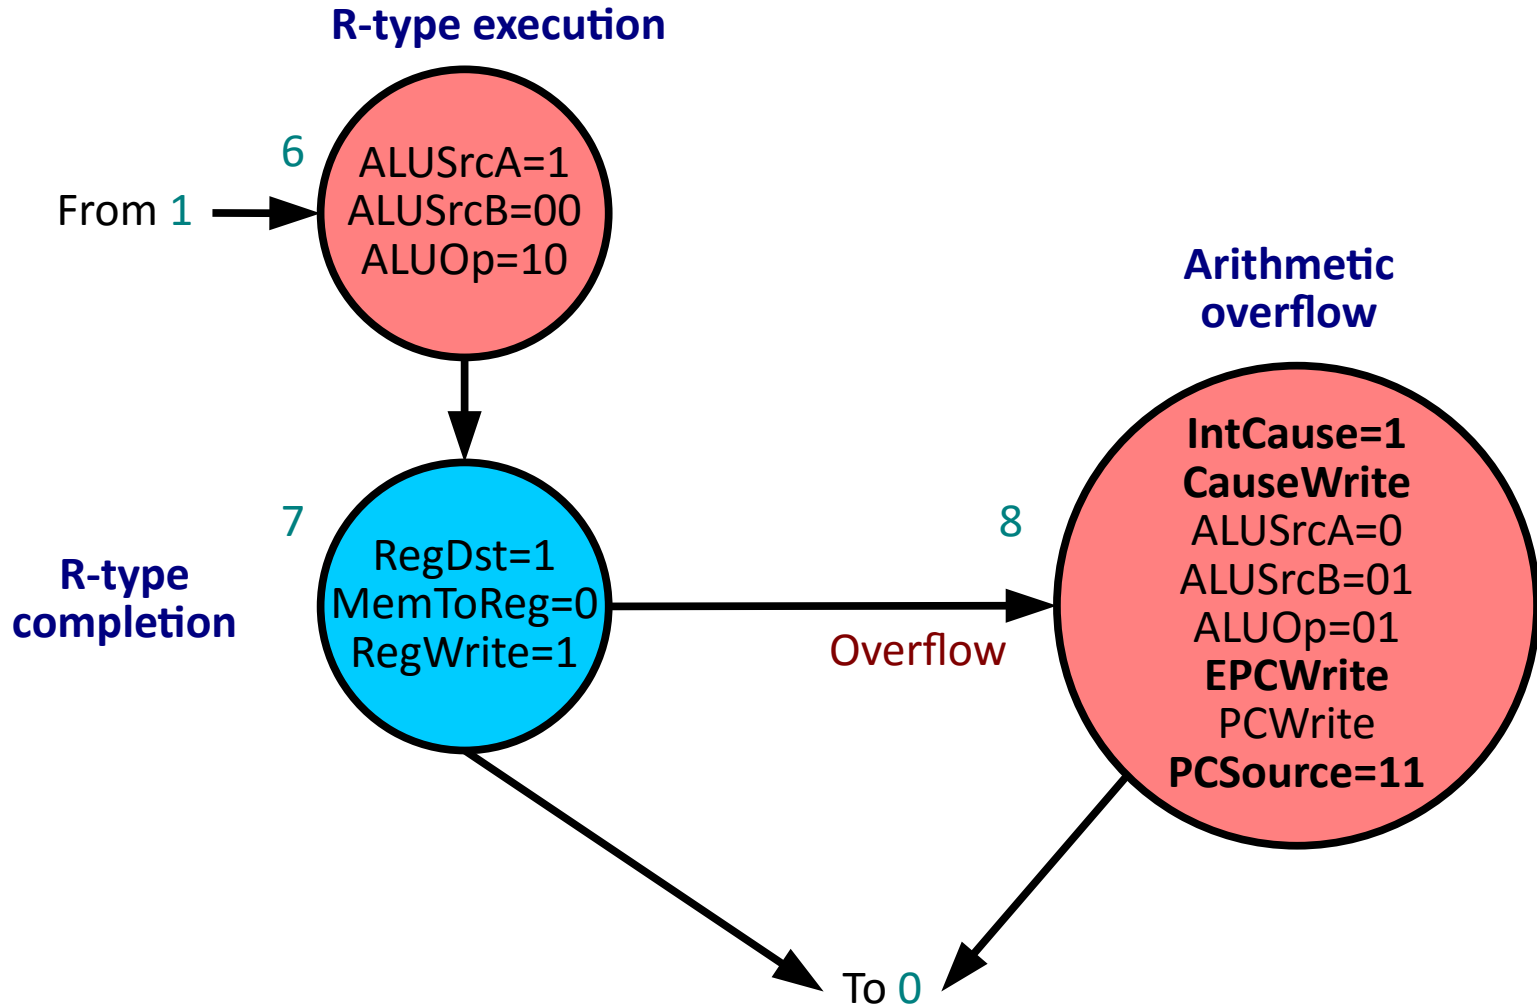 R-type execution
6
ALUSrcA=1
ALUSrcB=00
ALUOp=10
From 1
Arithmetic
overflow
7
R-type
completion
RegDst=1
MemToReg=0
RegWrite=1
Overflow
8
IntCause=1
CauseWrite
ALUSrcA=0
ALUSrcB=01
ALUOp=01
EPCWrite
PCWrite
PCSource=11
To 0